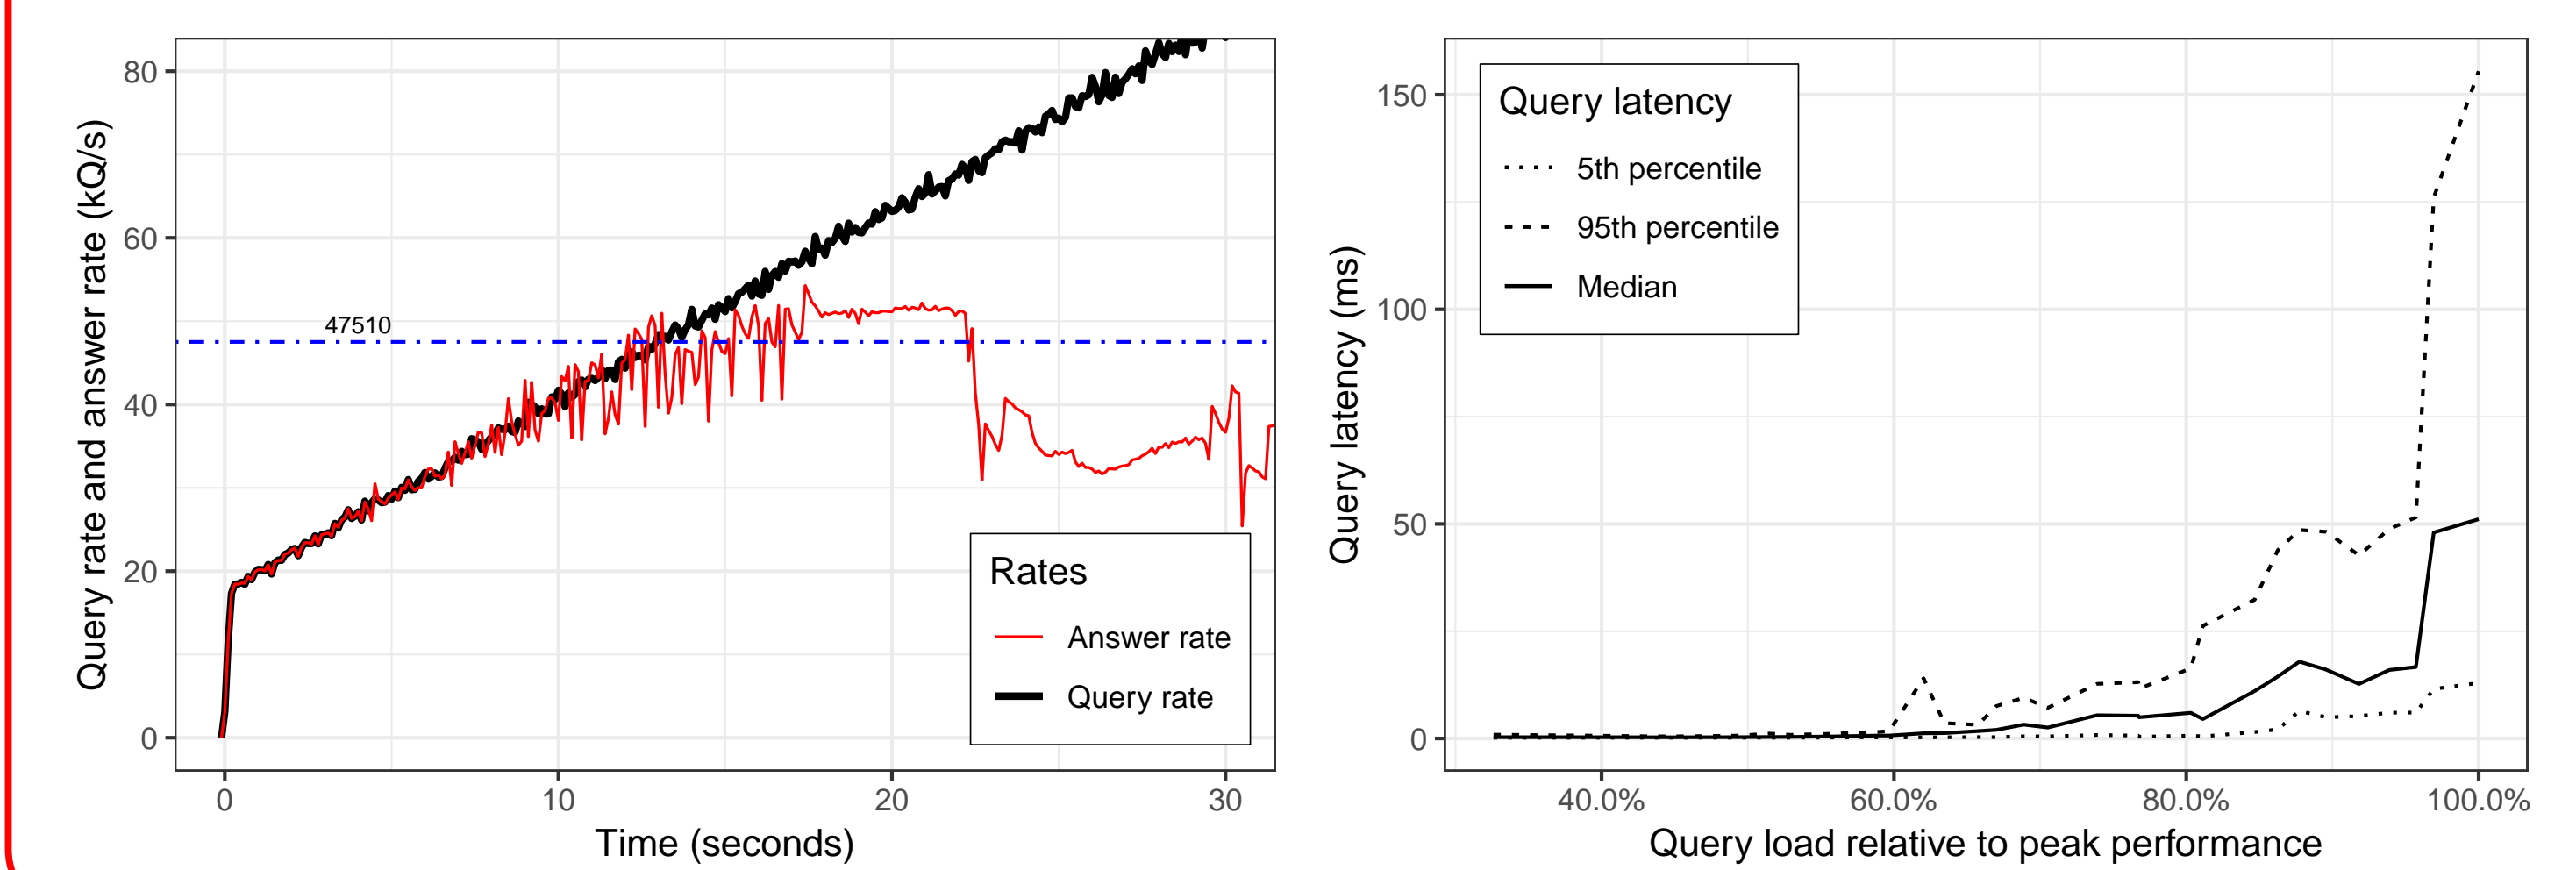 Query rate and answer rate (kQ/s)
80
60
40
20
0
47510
Rates
Answer rate
Query rate
0
10
20
30
Time (seconds)
Query latency (ms)
150
100
50
0
Query latency
5th percentile
95th percentile
Median
40.0%
60.0%
80.0%
100.0%
Query load relative to peak performance